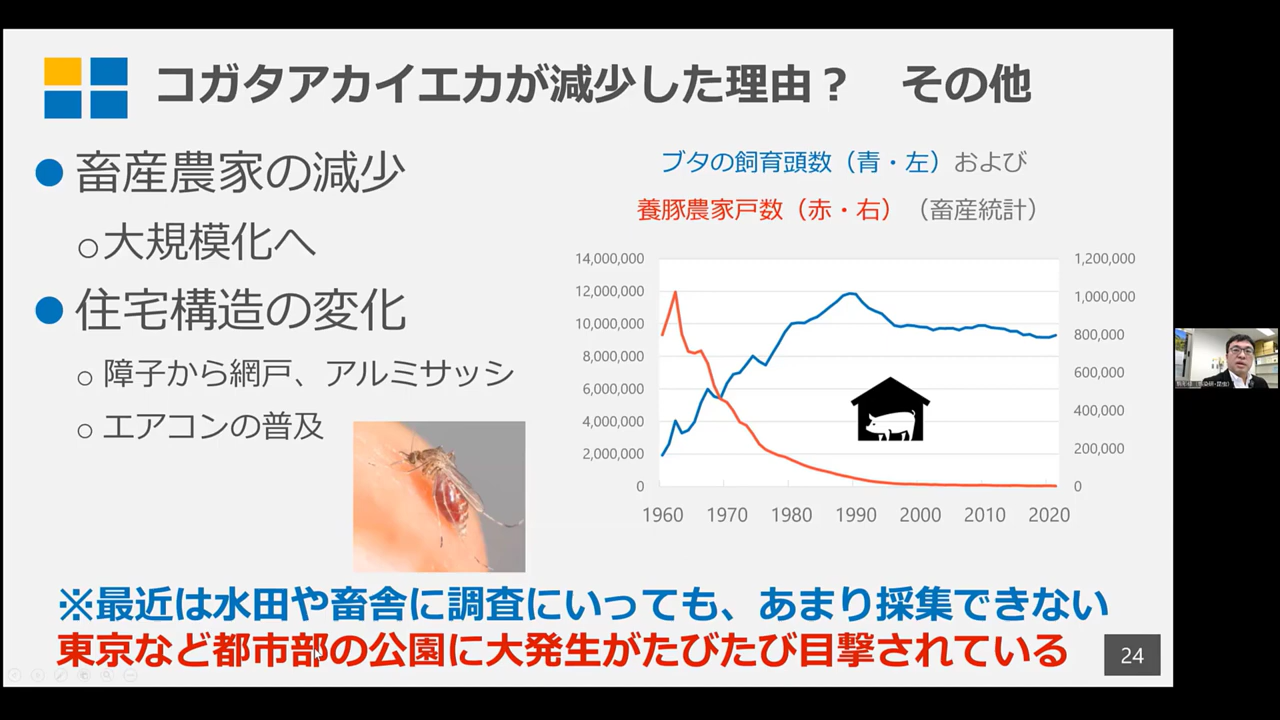 コガタアカイエカが減少した理由? その他
● 畜産農家の減少
○大規模化へ
● 住宅構造の変化
○ 障子から網戸、アルミサッシ
○ エアコンの普及
ブタの飼育頭数(青・左)および
養豚農家戸数(赤・右)(畜産統計)
14,000,000
12,000,000
10,000,000
8,000,000
6,000,000
4,000,000
2,000,000
0
1,200,000
1,000,000
800,000
600,000
400,000
200,000
0
1960 1970 1980 1990 2000 2010 2020
※最近は水田や畜舎に調査にいっても、あまり採集できない
東京など都市部の公園に大発生がたびたび目撃されている
24